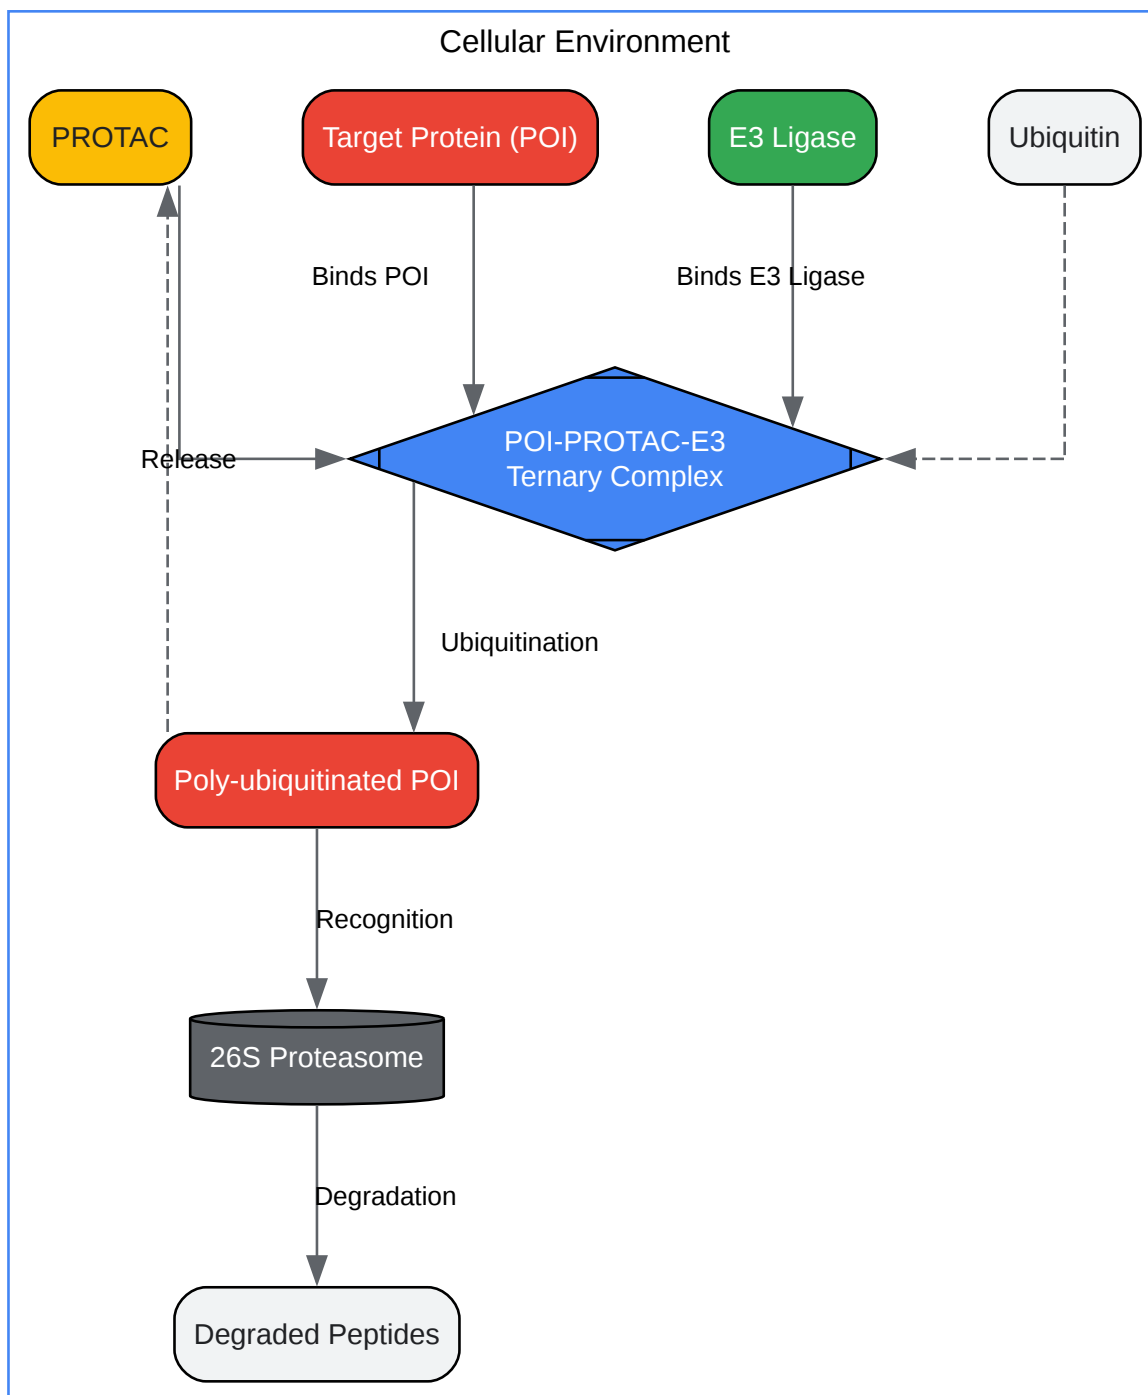 Cellular Environment
PROTAC
Target Protein (POI)
E3 Ligase
Ubiquitin
Binds POI
Binds E3 Ligase
POI-PROTAC-E3
Ternary Complex
Release
Ubiquitination
Poly-ubiquitinated POI
Recognition
26S Proteasome
Degradation
Degraded Peptides